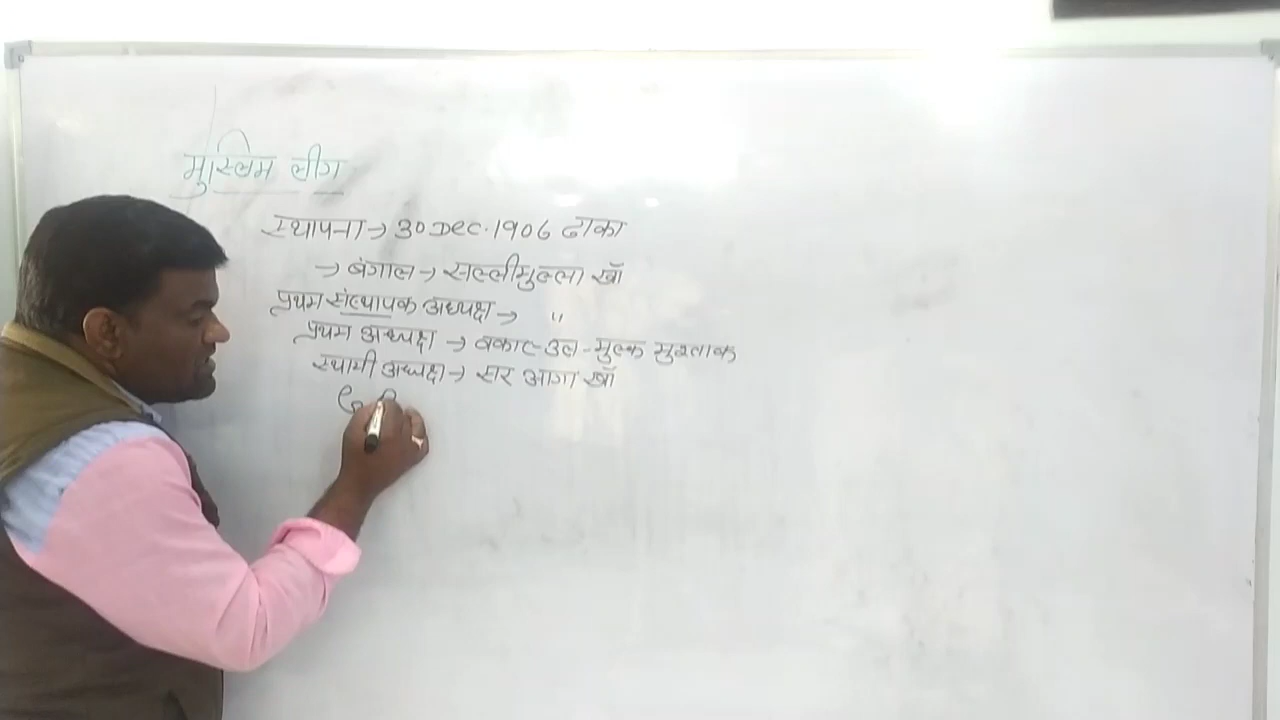 मुस्लिम लीग
स्थापना → 30 Dec. 1906 ढाका
→ बंगाल → सल्लीमुल्ला खाँ
प्रथम संस्थापक अध्यक्ष → "
प्रथम अध्यक्ष → वकार-उल-मुल्क मुश्ताक
स्थामी अध्यक्ष → सर आगा खाँ